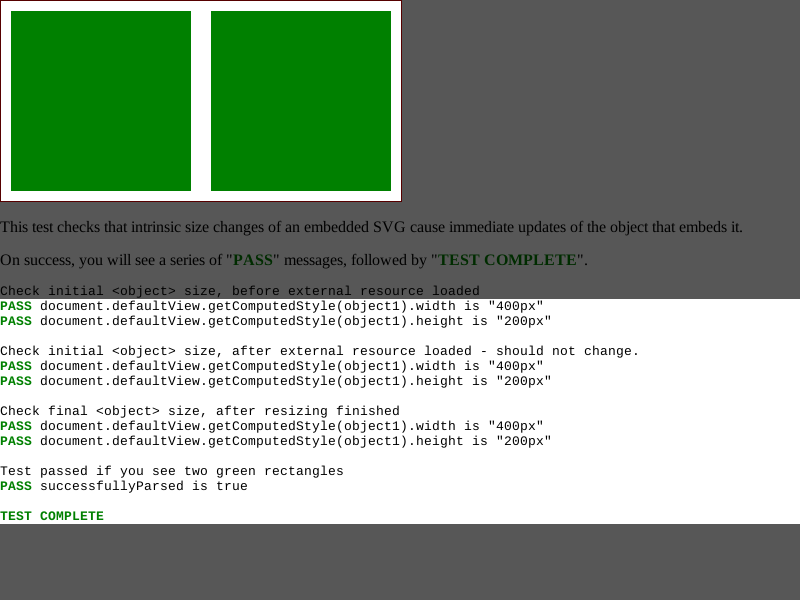 This test checks that intrinsic size changes of an embedded SVG cause immediate updates of the object that embeds it.
On success, you will see a series of "PASS" messages, followed by "TEST COMPLETE".
Check initial <object> size, before external resource loaded
PASS document.defaultView.getComputedStyle(object1).width is "400px"
PASS document.defaultView.getComputedStyle(object1).height is "200px"
Check initial <object> size, after external resource loaded - should not change.
PASS document.defaultView.getComputedStyle(object1).width is "400px"
PASS document.defaultView.getComputedStyle(object1).height is "200px"
Check final <object> size, after resizing finished
PASS document.defaultView.getComputedStyle(object1).width is "400px"
PASS document.defaultView.getComputedStyle(object1).height is "200px"
Test passed if you see two green rectangles
PASS successfullyParsed is true
TEST COMPLETE